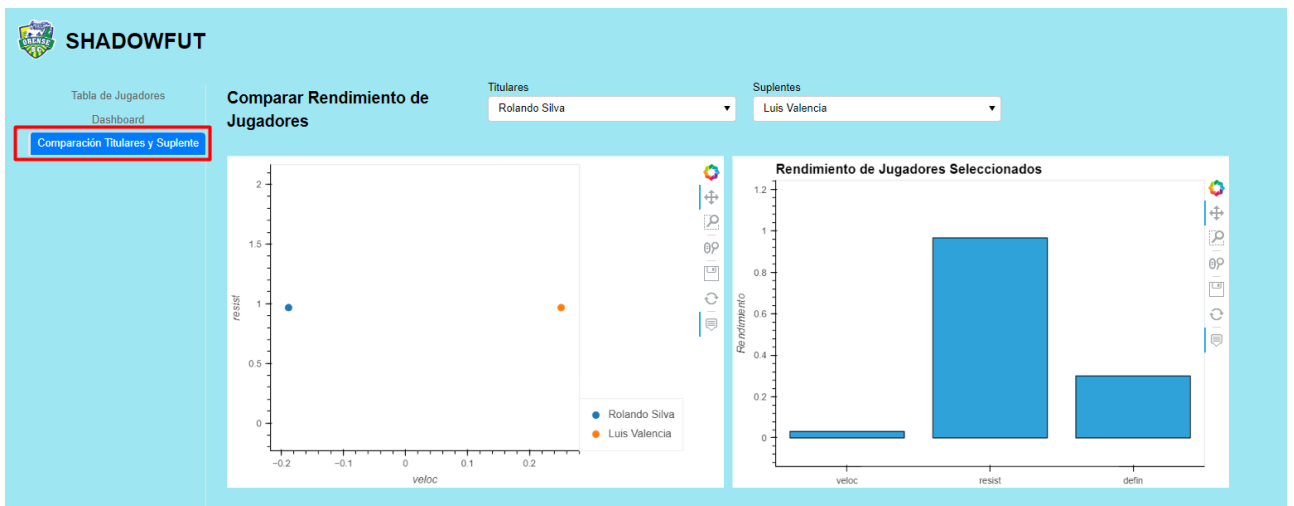 ORENSE
SHADOWFUT
Tabla de Jugadores
Dashboard
Comparación Titulares y Suplente
Comparar Rendimiento de
Jugadores
Titulares
Rolando Silva
Suplentes
Luis Valencia
2
1.5
1
0.5
0
resist
−0.2
−0.1
0
0.1
0.2
veloc
Rolando Silva
Luis Valencia
Rendimiento de Jugadores Seleccionados
1.2
1
0.8
0.6
0.4
0.2
0
Rendimiento
veloc
resist
defin